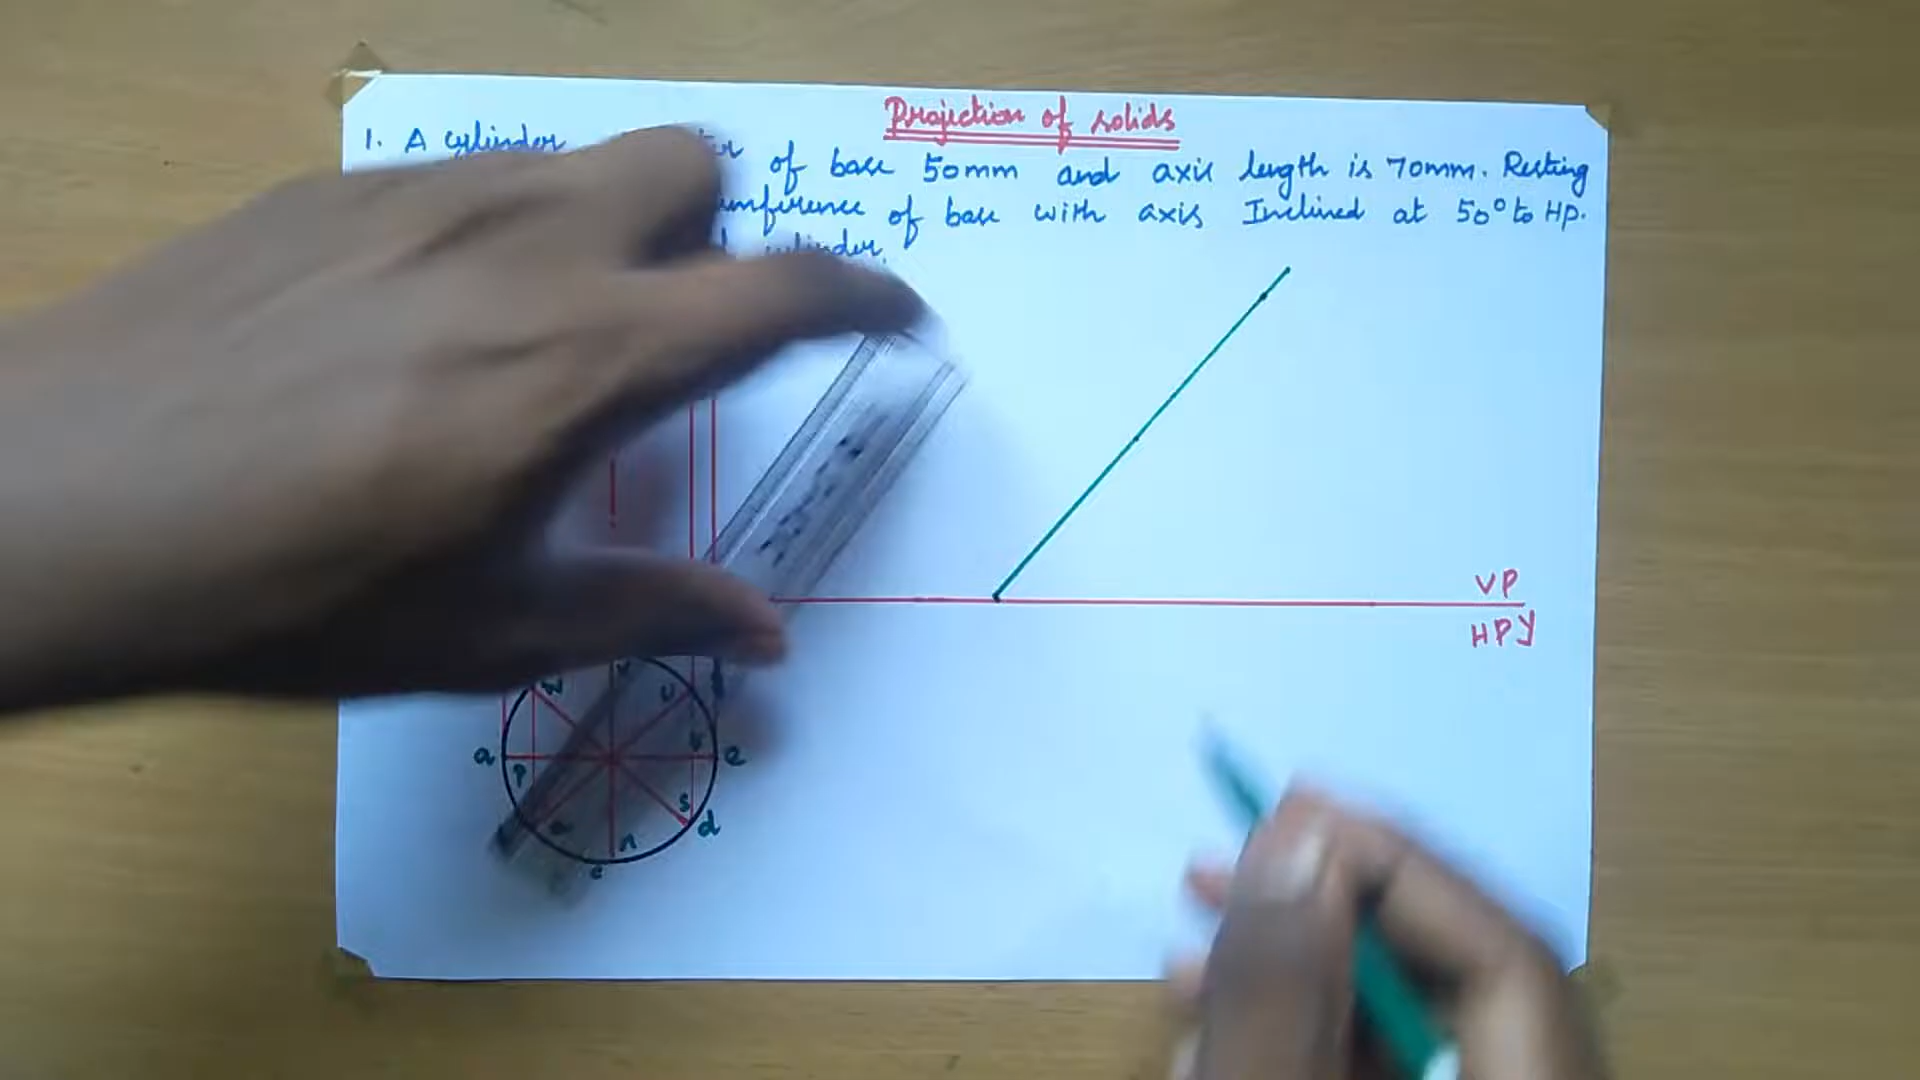 Projection of solids
1. A cylinder of base 50mm and axis length is 70mm. Resting
of base with axis Inclined at 50° to HP.
cylinder.
VP
HP y
w
u
a
e
p
s
d
n
c